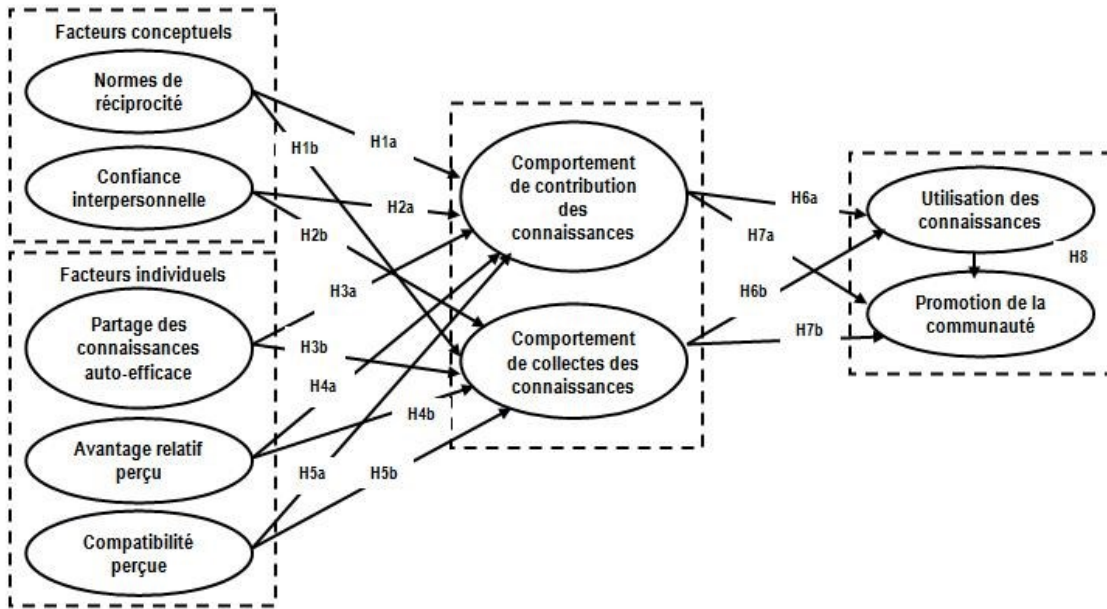 Facteurs conceptuels
Normes de
réciprocité
Confiance
interpersonnelle
Facteurs individuels
Partage des
connaissances
auto-efficace
Avantage relatif
perçu
Compatibilité
perçue
H1b
H1a
H2a
H2b
H3a
H3b
H4a
H4b
H5a
H5b
Comportement
de contribution
des
connaissances
Comportement
de collectes des
connaissances
H6a
H7a
H6b
H7b
Utilisation des
connaissances
H8
Promotion de la
communauté